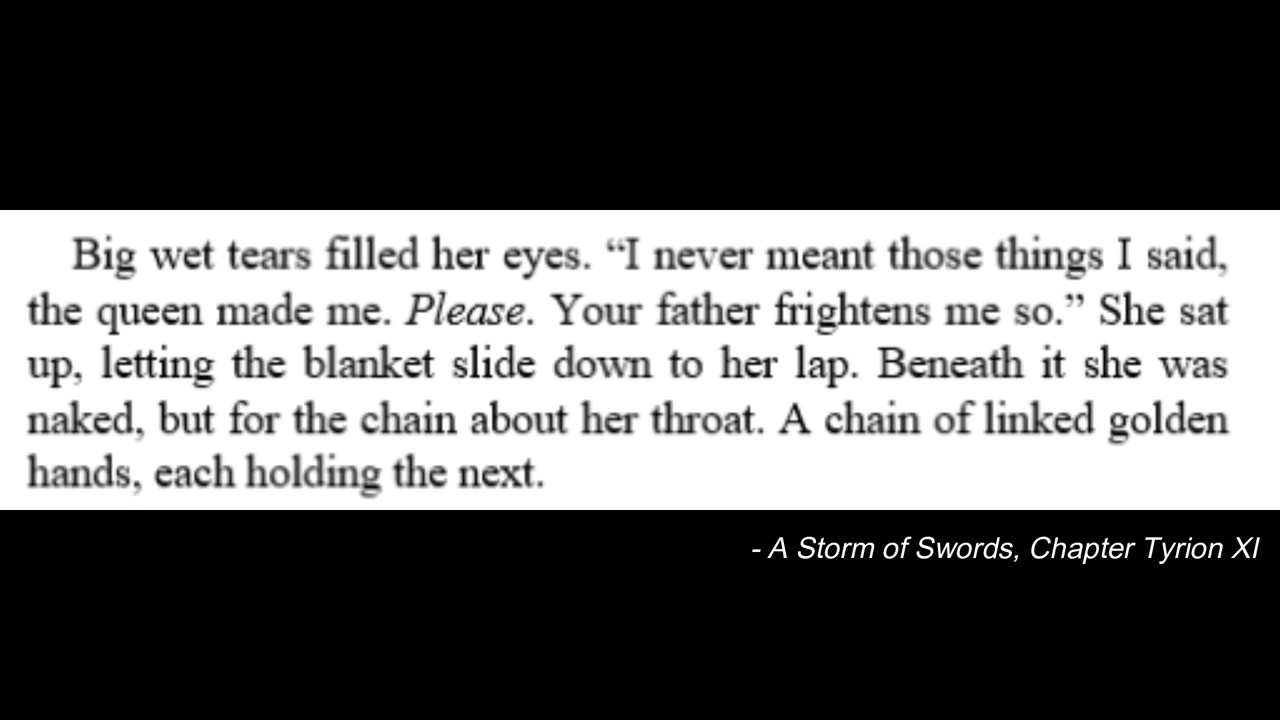 Big wet tears filled her eyes. “I never meant those things I said,
the queen made me. Please. Your father frightens me so.” She sat
up, letting the blanket slide down to her lap. Beneath it she was
naked, but for the chain about her throat. A chain of linked golden
hands, each holding the next.
- A Storm of Swords, Chapter Tyrion XI